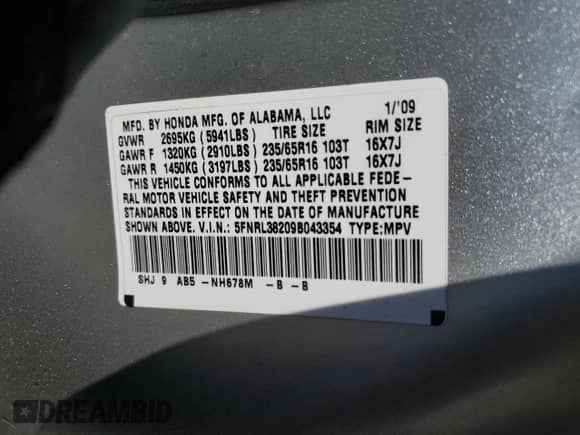 MFD. BY HONDA MFG. OF ALABAMA, LLC 1/'09
GVWR 2695KG (5941LBS) TIRE SIZE RIM SIZE
GAWR F 1320KG (2910LBS) 235/65R16 103T 16X7J
GAWR R 1450KG (3197LBS) 235/65R16 103T 16X7J
THIS VEHICLE CONFORMS TO ALL APPLICABLE FEDE-
RAL MOTOR VEHICLE SAFETY AND THEFT PREVENTION
STANDARDS IN EFFECT ON THE DATE OF MANUFACTURE
SHOWN ABOVE. V.I.N.: 5FNRL38209B043354 TYPE:MPV
SHJ 9 AB5 -NH678M -B -B
DREAMBID